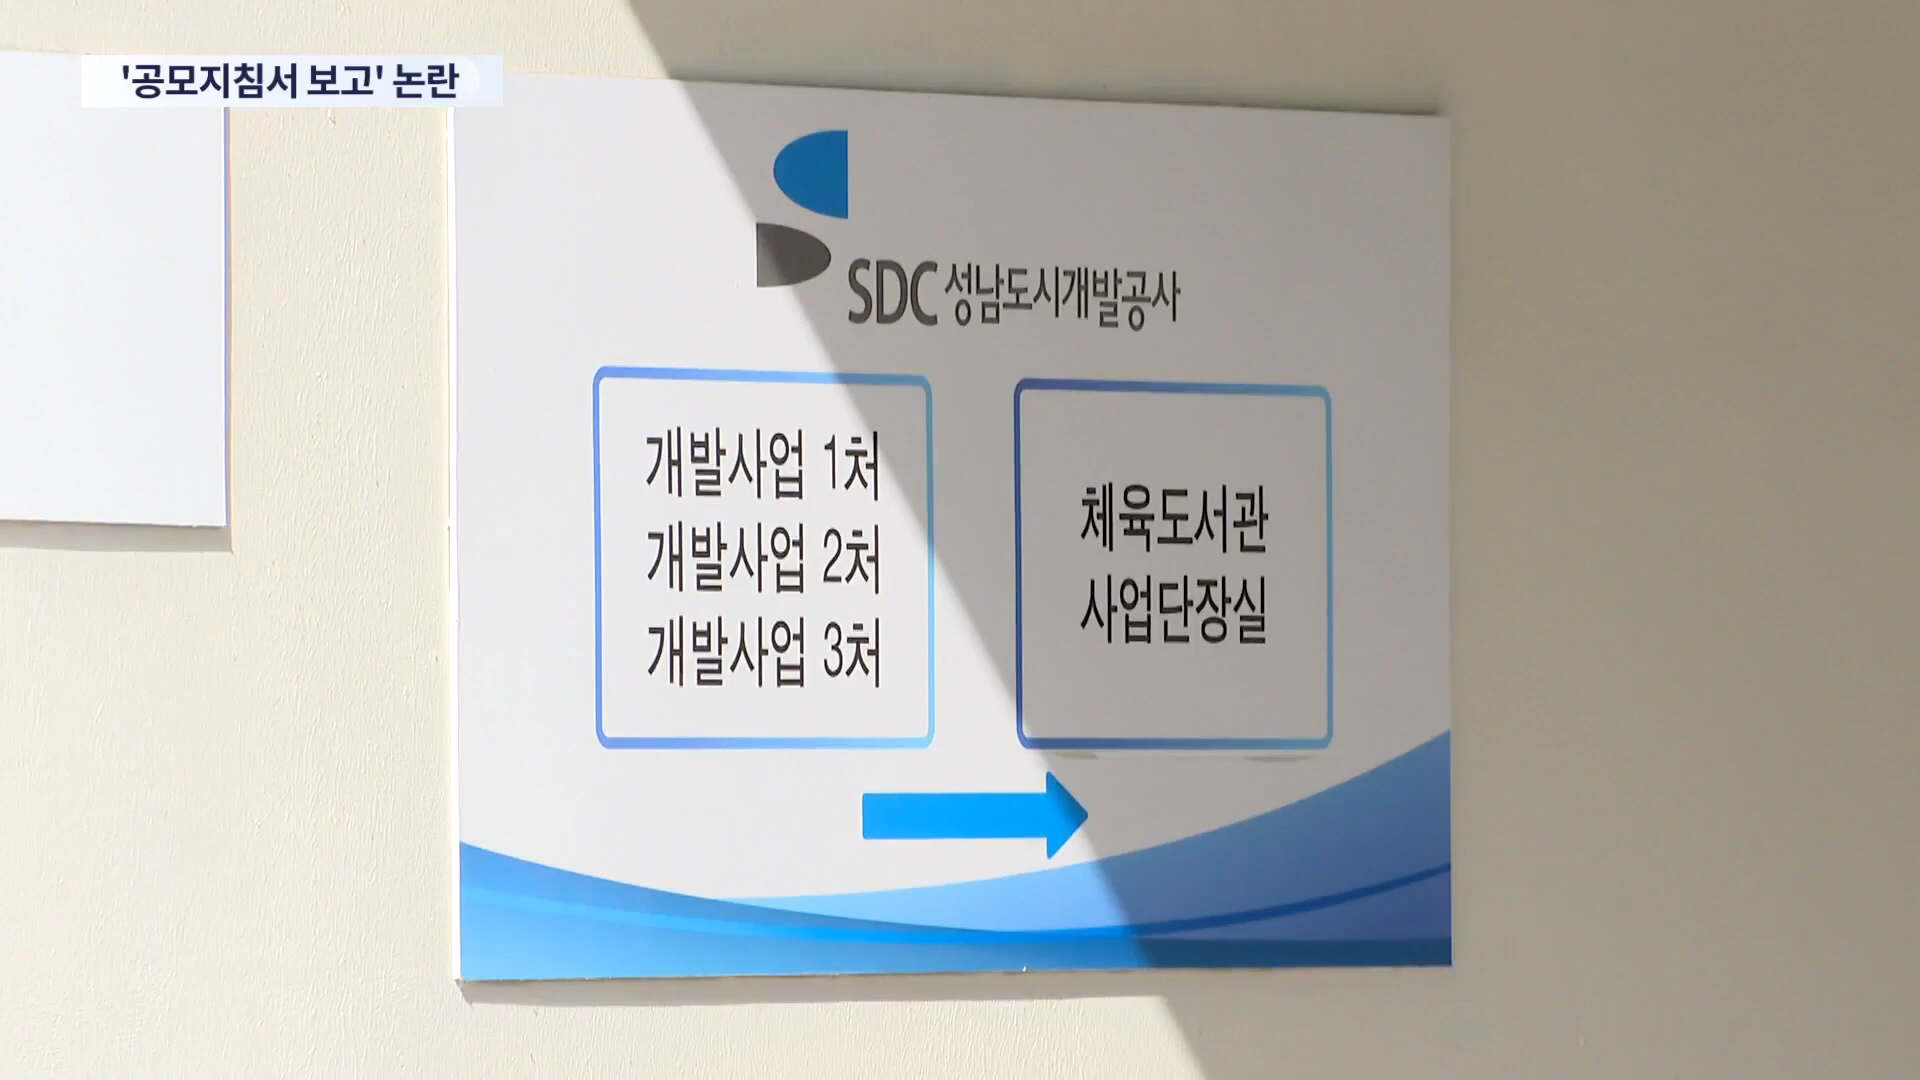 '공모지침서 보고' 논란
SDC 성남도시개발공사
개발사업 1처
개발사업 2처
개발사업 3처
체육도서관
사업단장실